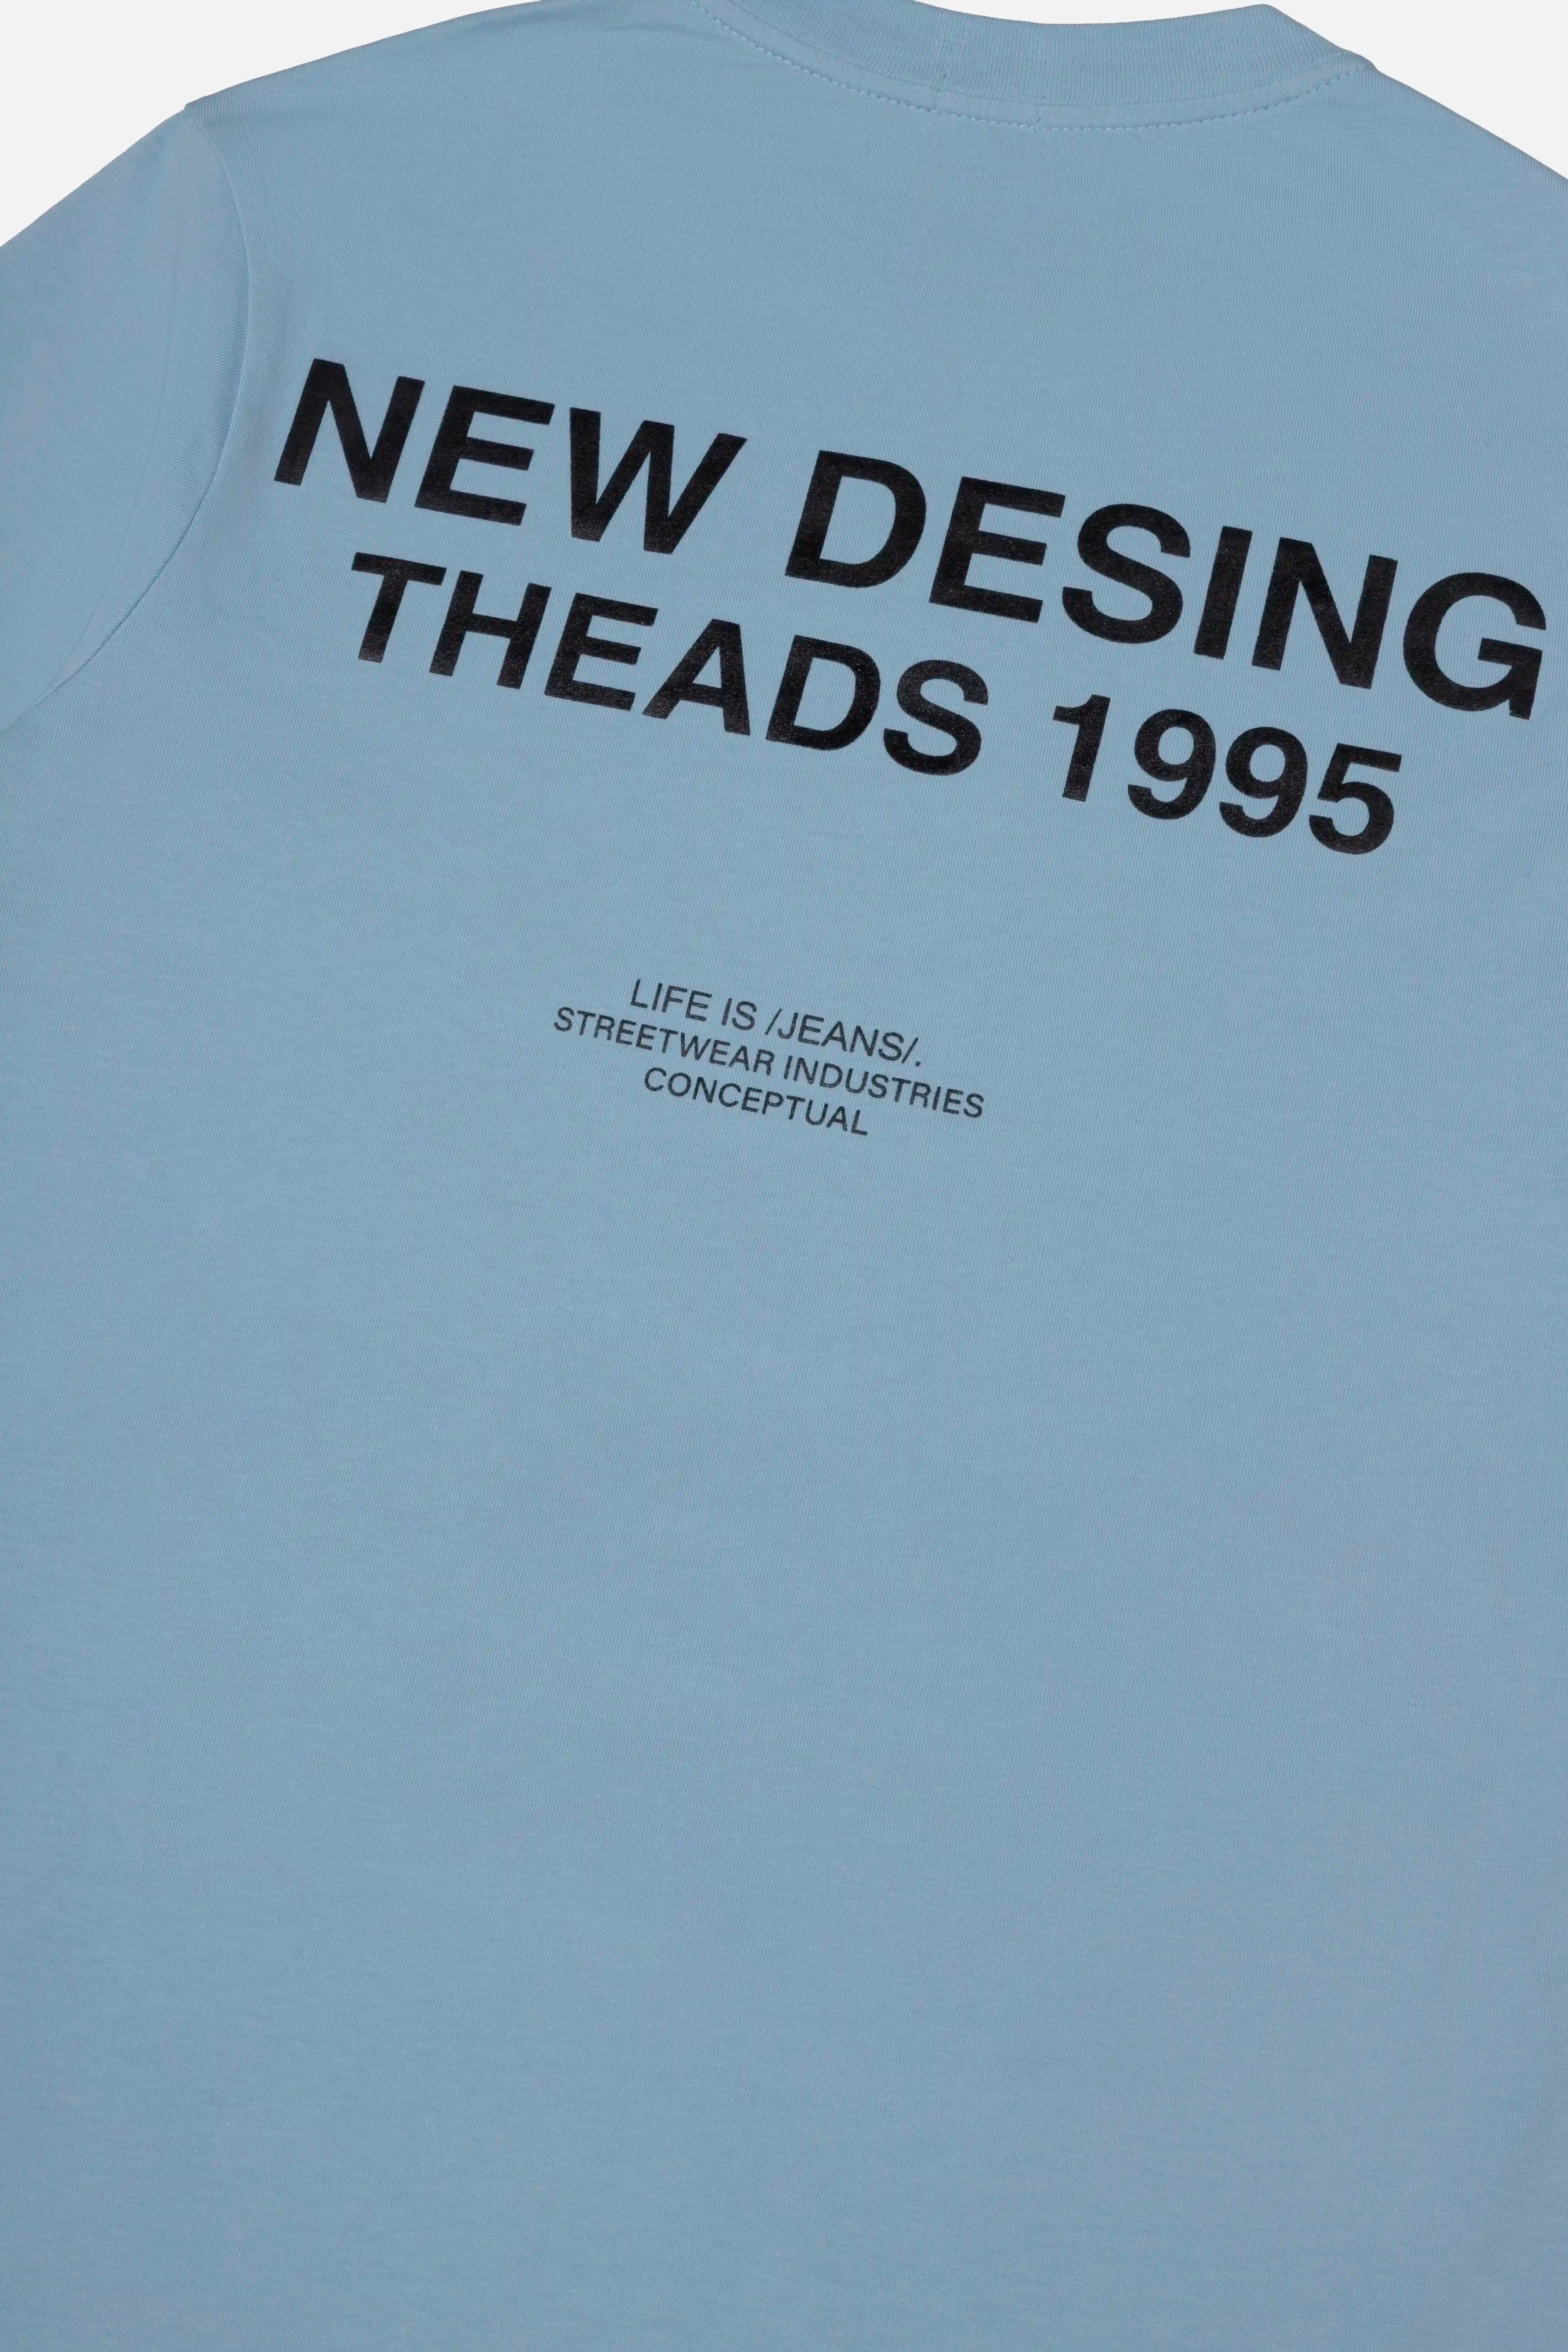 NEW DESING
THEADS 1995
LIFE IS /JEANS/.
STREETWEAR INDUSTRIES
CONCEPTUAL